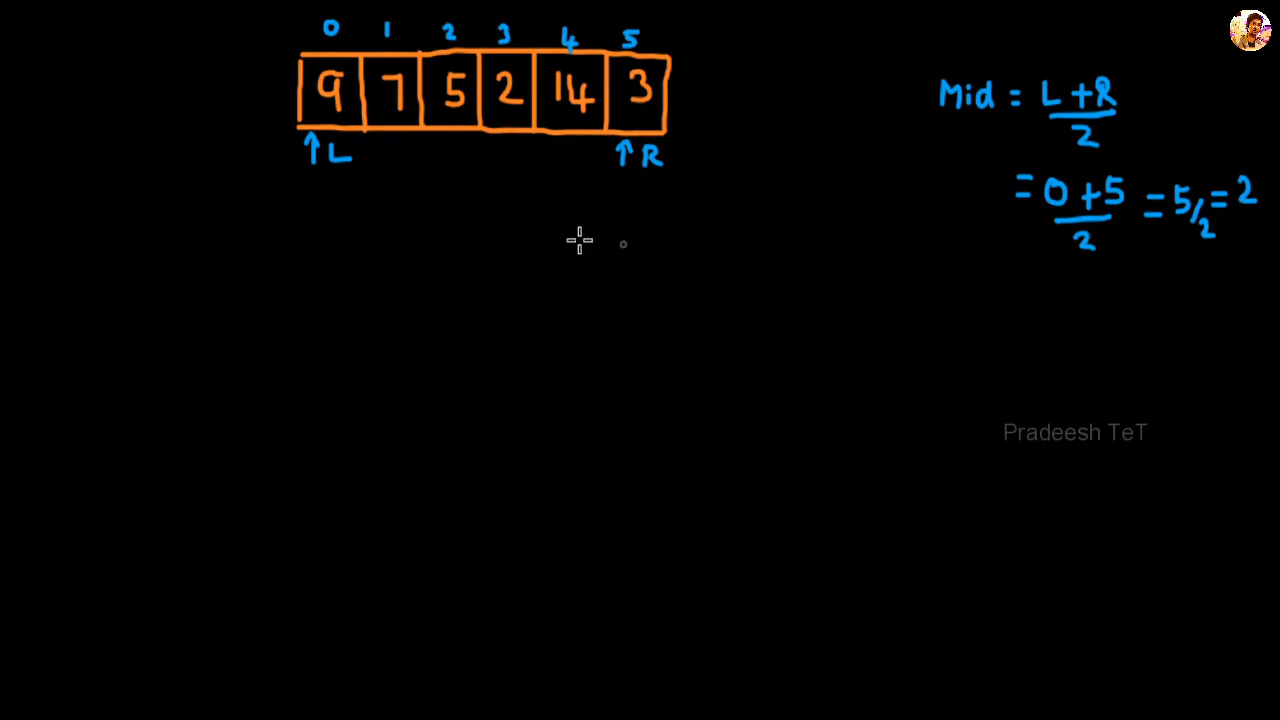 0 1 2 3 4 5
9 7 5 2 14 3
↑L ↑R
Mid = L+R/2
= 0+5/2 = 5/2 = 2
Pradeesh TeT